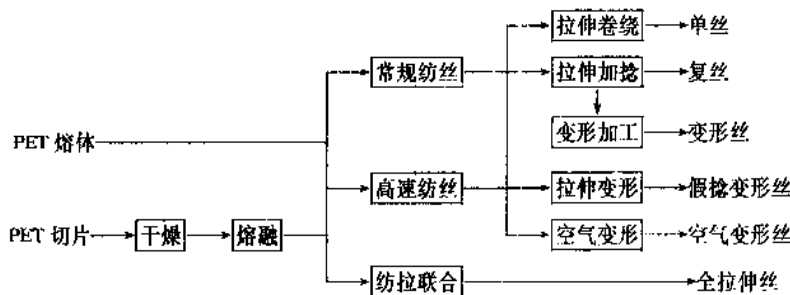 拉伸卷绕 单丝
常规纺丝 拉伸加捻 复丝
变形加工 变形丝
PET 熔体
高速纺丝 拉伸变形 假捻变形丝
PET 切片 干燥 熔融 空气变形 空气变形丝
纺拉联合 全拉伸丝